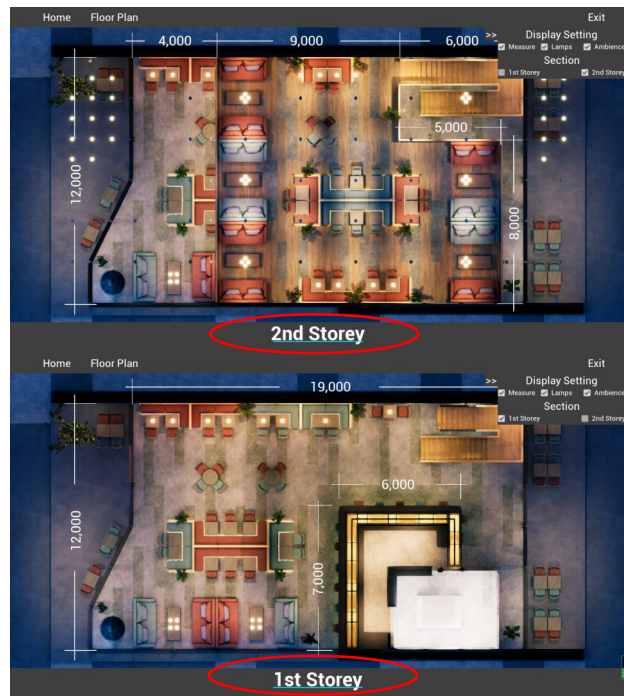 Home Floor Plan Exit
>> Display Setting
Measure Lamps Ambience
Section
1st Storey 2nd Storey
4,000 9,000 6,000
5,000
12,000
8,000
2nd Storey
Home Floor Plan Exit
>> Display Setting
Measure Lamps Ambience
Section
1st Storey 2nd Storey
19,000
6,000
12,000
7,000
1st Storey